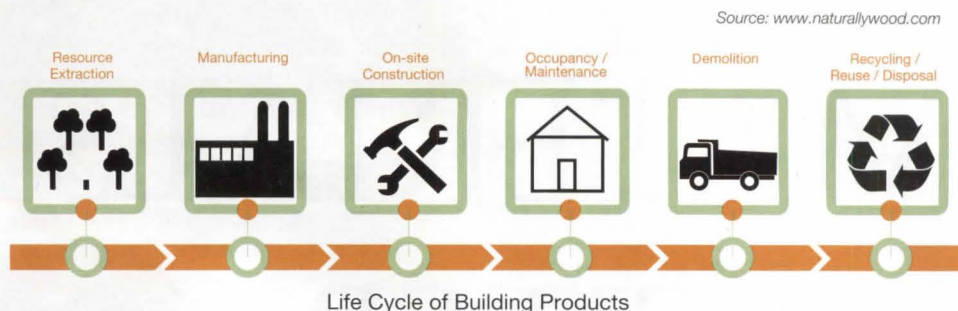 Source: www.naturallywood.com
Resource
Extraction
Manufacturing
On-site
Construction
Occupancy /
Maintenance
Demolition
Recycling /
Reuse / Disposal
Life Cycle of Building Products